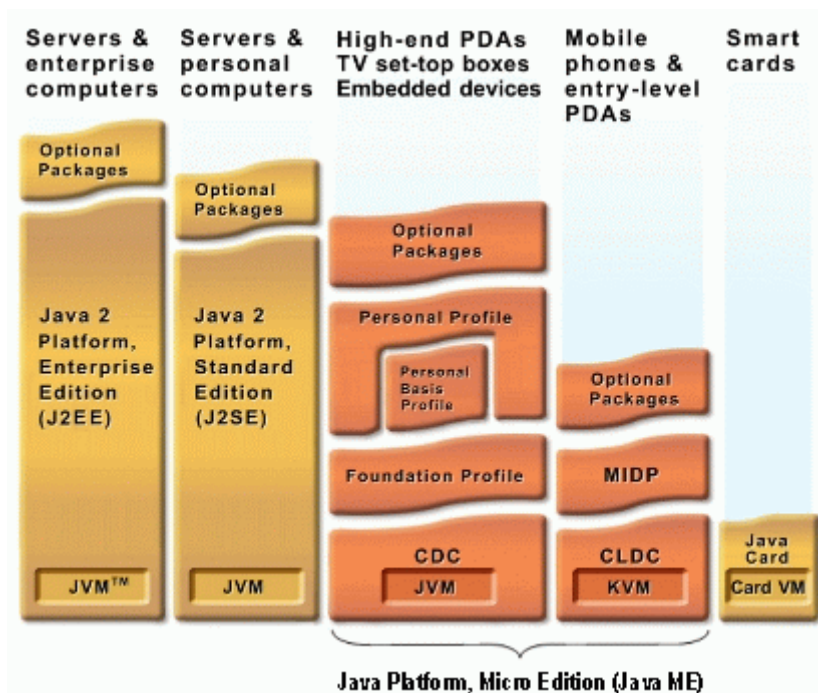 Servers &
enterprise
computers
Servers &
personal
computers
High-end PDAs
TV set-top boxes
Embedded devices
Mobile
phones &
entry-level
PDAs
Smart
cards
Optional
Packages
Java 2
Platform,
Enterprise
Edition
(J2EE)
JVM™
Optional
Packages
Java 2
Platform,
Standard
Edition
(J2SE)
JVM
Optional
Packages
Personal Profile
Personal
Basis
Profile
Foundation Profile
CDC
JVM
Optional
Packages
MIDP
CLDC
KVM
Java
Card
Card VM
Java Platform, Micro Edition (Java ME)